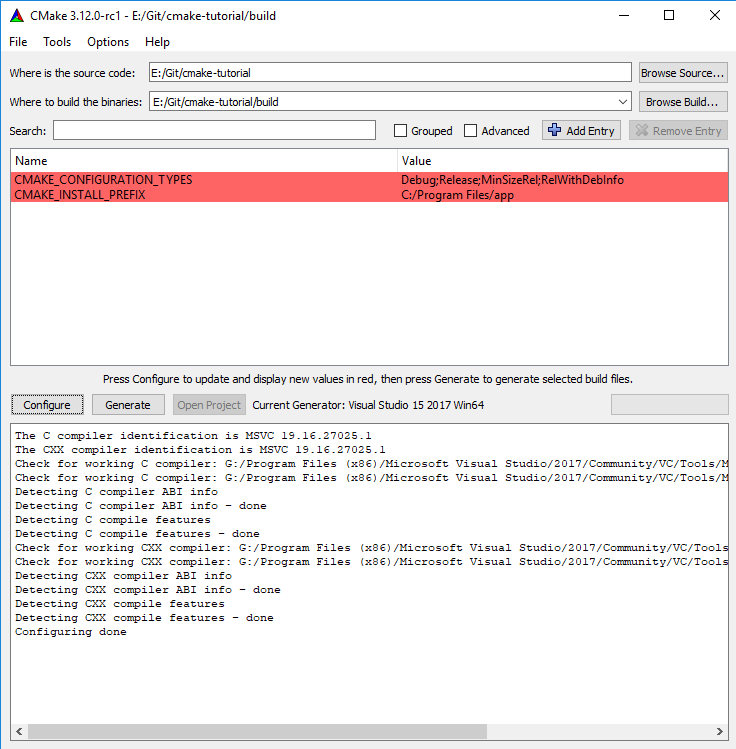 CMake 3.12.0-rc1 - E:/Git/cmake-tutorial/build
File Tools Options Help
Where is the source code: E:/Git/cmake-tutorial Browse Source...
Where to build the binaries: E:/Git/cmake-tutorial/build Browse Build...
Search: Grouped Advanced Add Entry Remove Entry
Name Value
CMAKE_CONFIGURATION_TYPES Debug;Release;MinSizeRel;RelWithDebInfo
CMAKE_INSTALL_PREFIX C:/Program Files/app
Press Configure to update and display new values in red, then press Generate to generate selected build files.
Configure Generate Open Project Current Generator: Visual Studio 15 2017 Win64
The C compiler identification is MSVC 19.16.27025.1
The CXX compiler identification is MSVC 19.16.27025.1
Check for working C compiler: G:/Program Files (x86)/Microsoft Visual Studio/2017/Community/VC/Tools/M
Check for working C compiler: G:/Program Files (x86)/Microsoft Visual Studio/2017/Community/VC/Tools/M
Detecting C compiler ABI info
Detecting C compiler ABI info - done
Detecting C compile features
Detecting C compile features - done
Check for working CXX compiler: G:/Program Files (x86)/Microsoft Visual Studio/2017/Community/VC/Tools
Check for working CXX compiler: G:/Program Files (x86)/Microsoft Visual Studio/2017/Community/VC/Tools
Detecting CXX compiler ABI info
Detecting CXX compiler ABI info - done
Detecting CXX compile features
Detecting CXX compile features - done
Configuring done